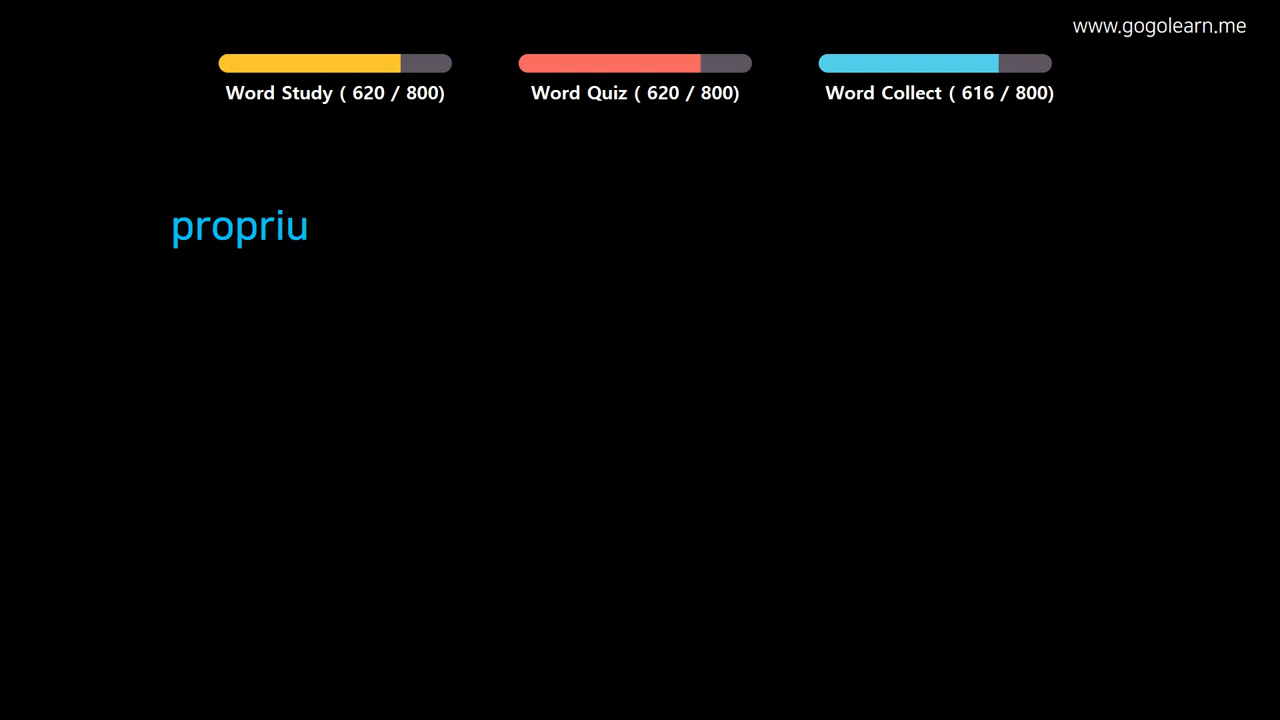 www.gogolearn.me
Word Study ( 620 / 800)
Word Quiz ( 620 / 800)
Word Collect ( 616 / 800)
propriu